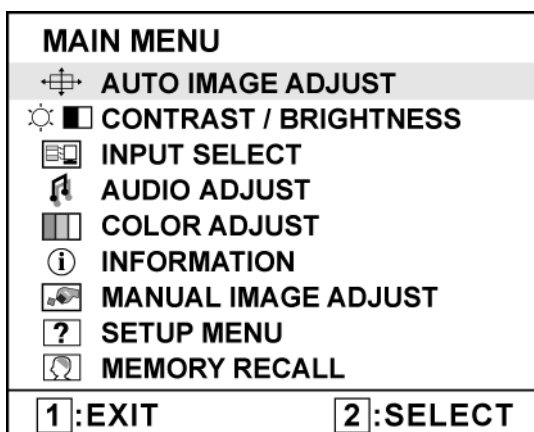 MAIN MENU
AUTO IMAGE ADJUST
CONTRAST / BRIGHTNESS
INPUT SELECT
AUDIO ADJUST
COLOR ADJUST
i INFORMATION
MANUAL IMAGE ADJUST
? SETUP MENU
MEMORY RECALL
1:EXIT 2:SELECT